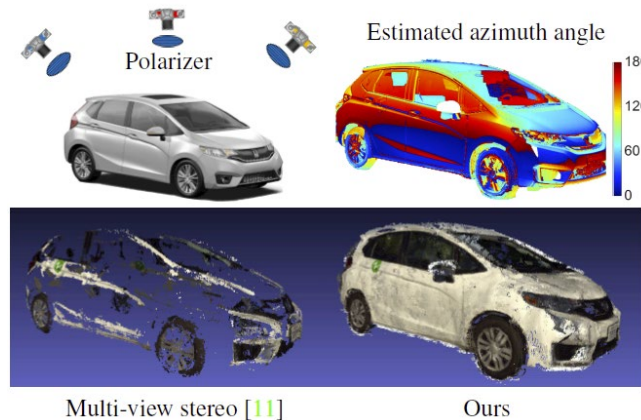 Polarizer
Estimated azimuth angle
180
120
60
0
Multi-view stereo [11]
Ours